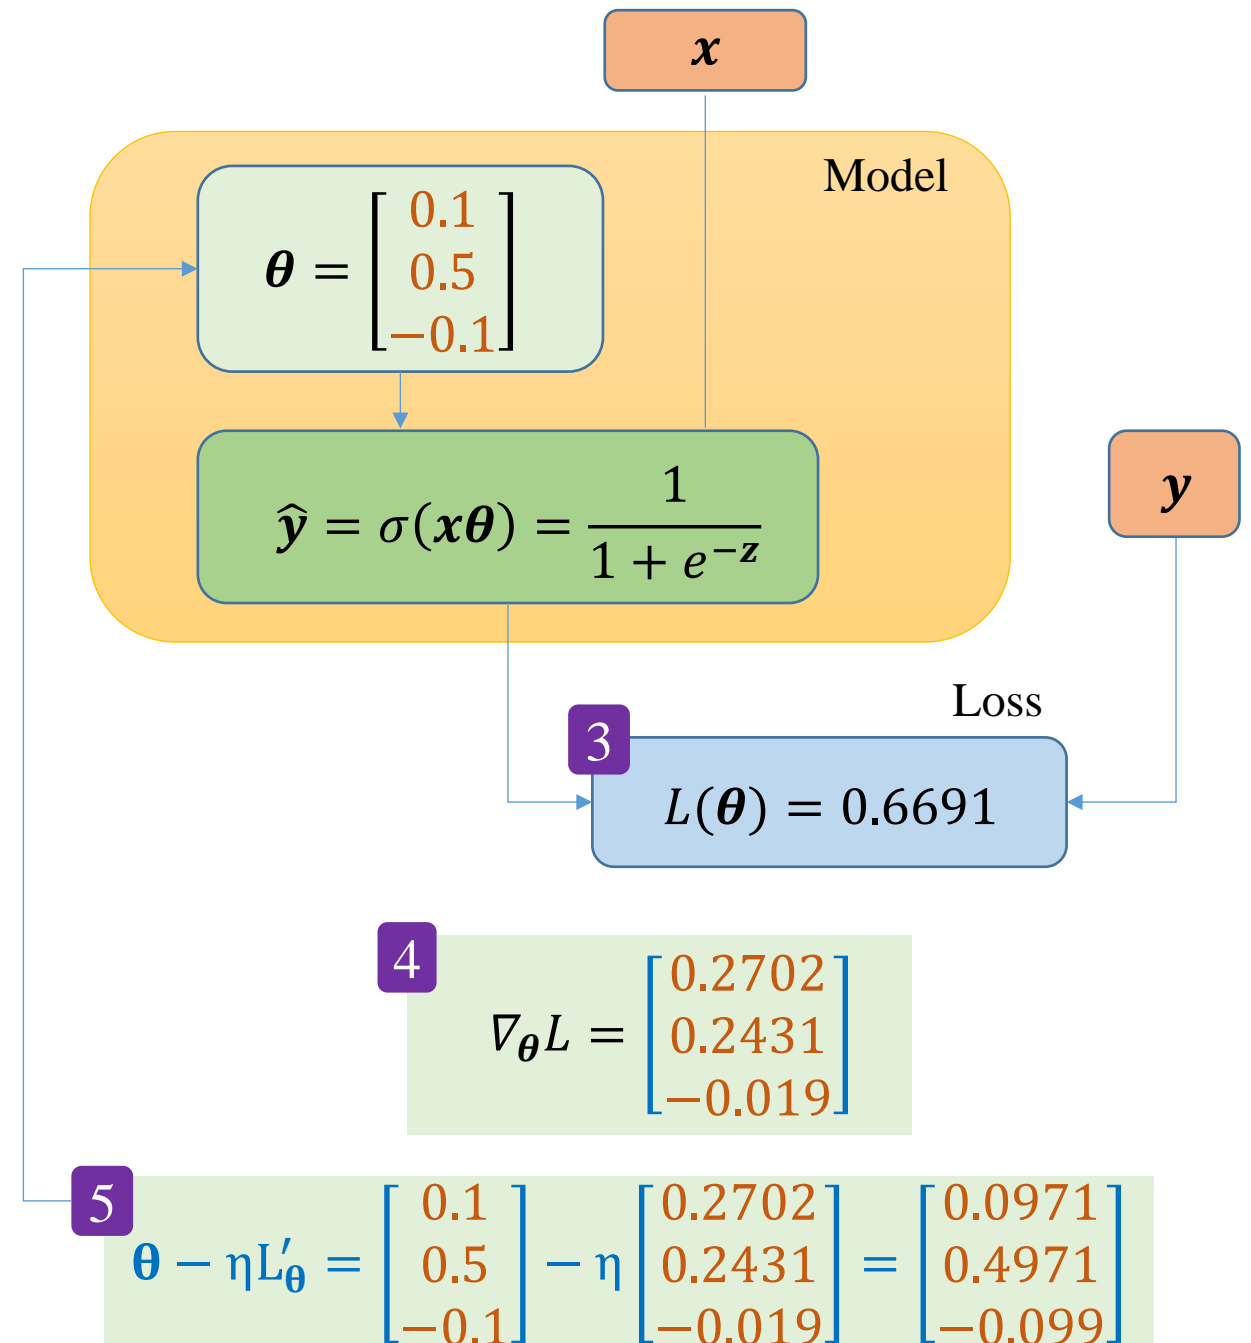 x
Model
θ = [0.1
0.5
−0.1]
ŷ = σ(xθ) = 1 / (1 + e^−z)
y
Loss
3
L(θ) = 0.6691
4
∇θL = [0.2702
0.2431
−0.019]
5
θ − ηL′θ = [0.1 0.5 −0.1] − η [0.2702 0.2431 −0.019] = [0.0971 0.4971 −0.099]